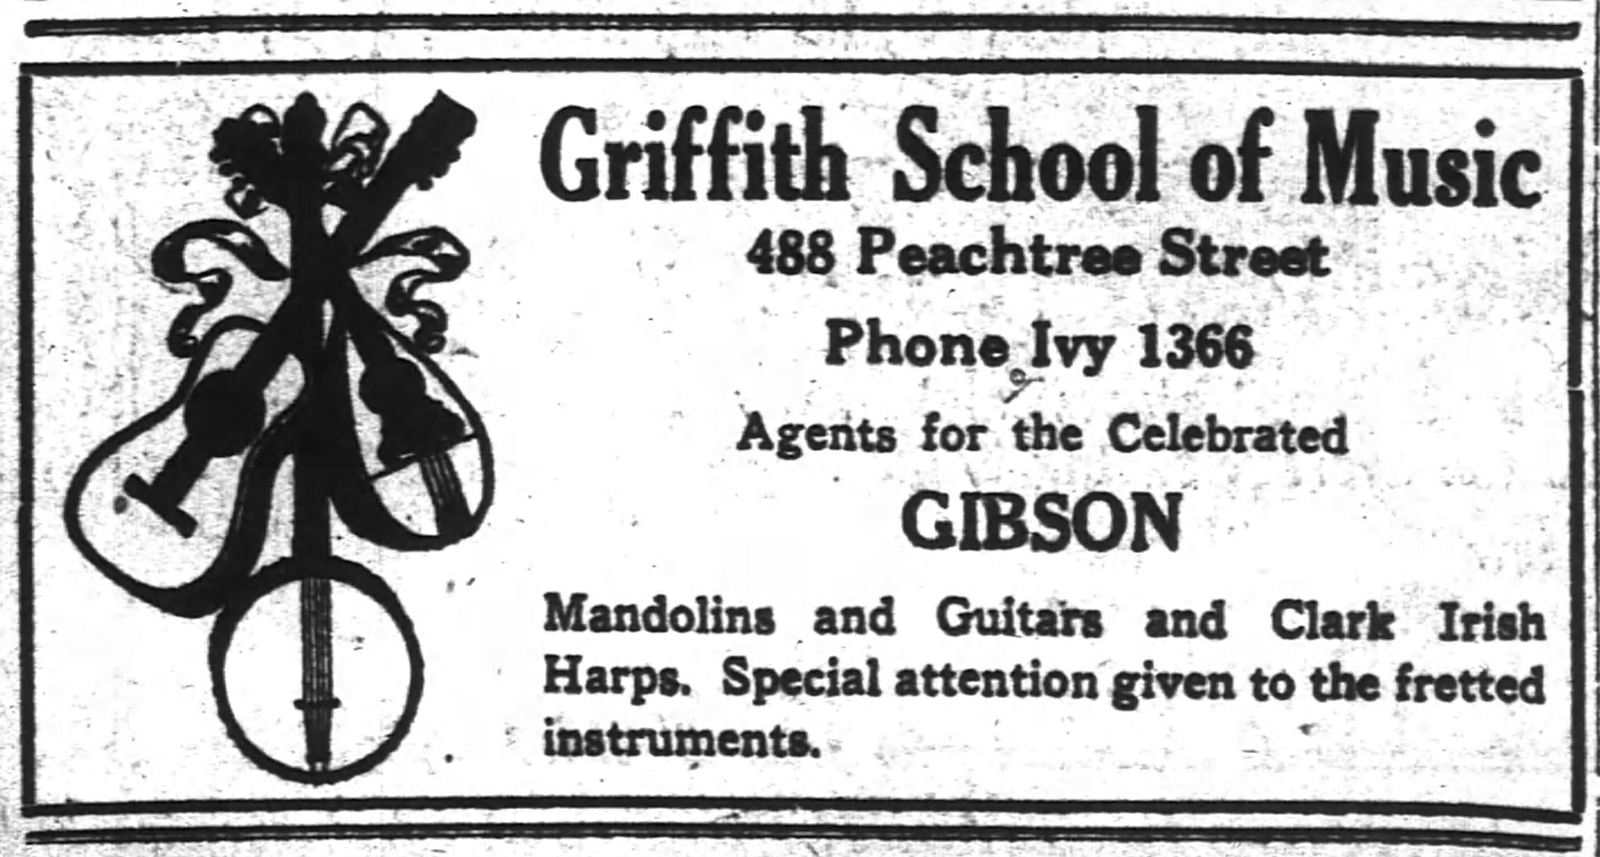 Griffith School of Music
488 Peachtree Street
Phone Ivy 1366
Agents for the Celebrated
GIBSON
Mandolins and Guitars and Clark Irish
Harps. Special attention given to the fretted
instruments.